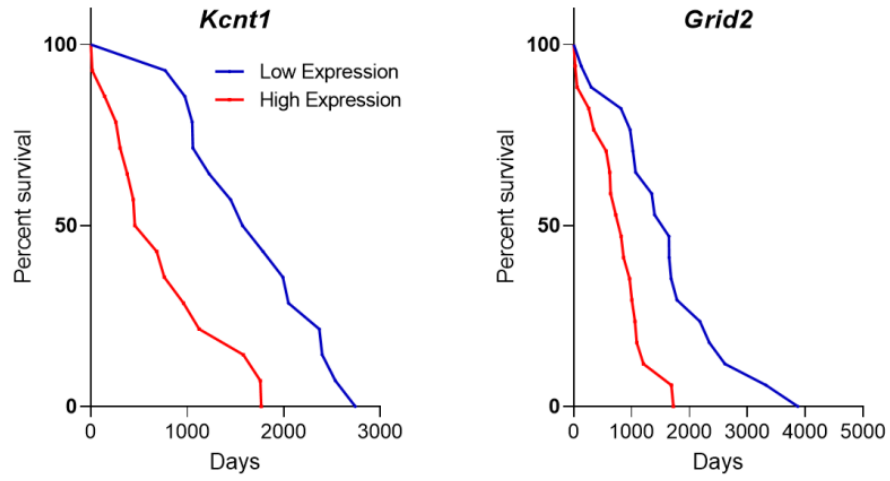 Kcnt1
100
50
0
Percent survival
Low Expression
High Expression
0 1000 2000 3000
Days
Grid2
100
50
0
Percent survival
0 1000 2000 3000 4000 5000
Days